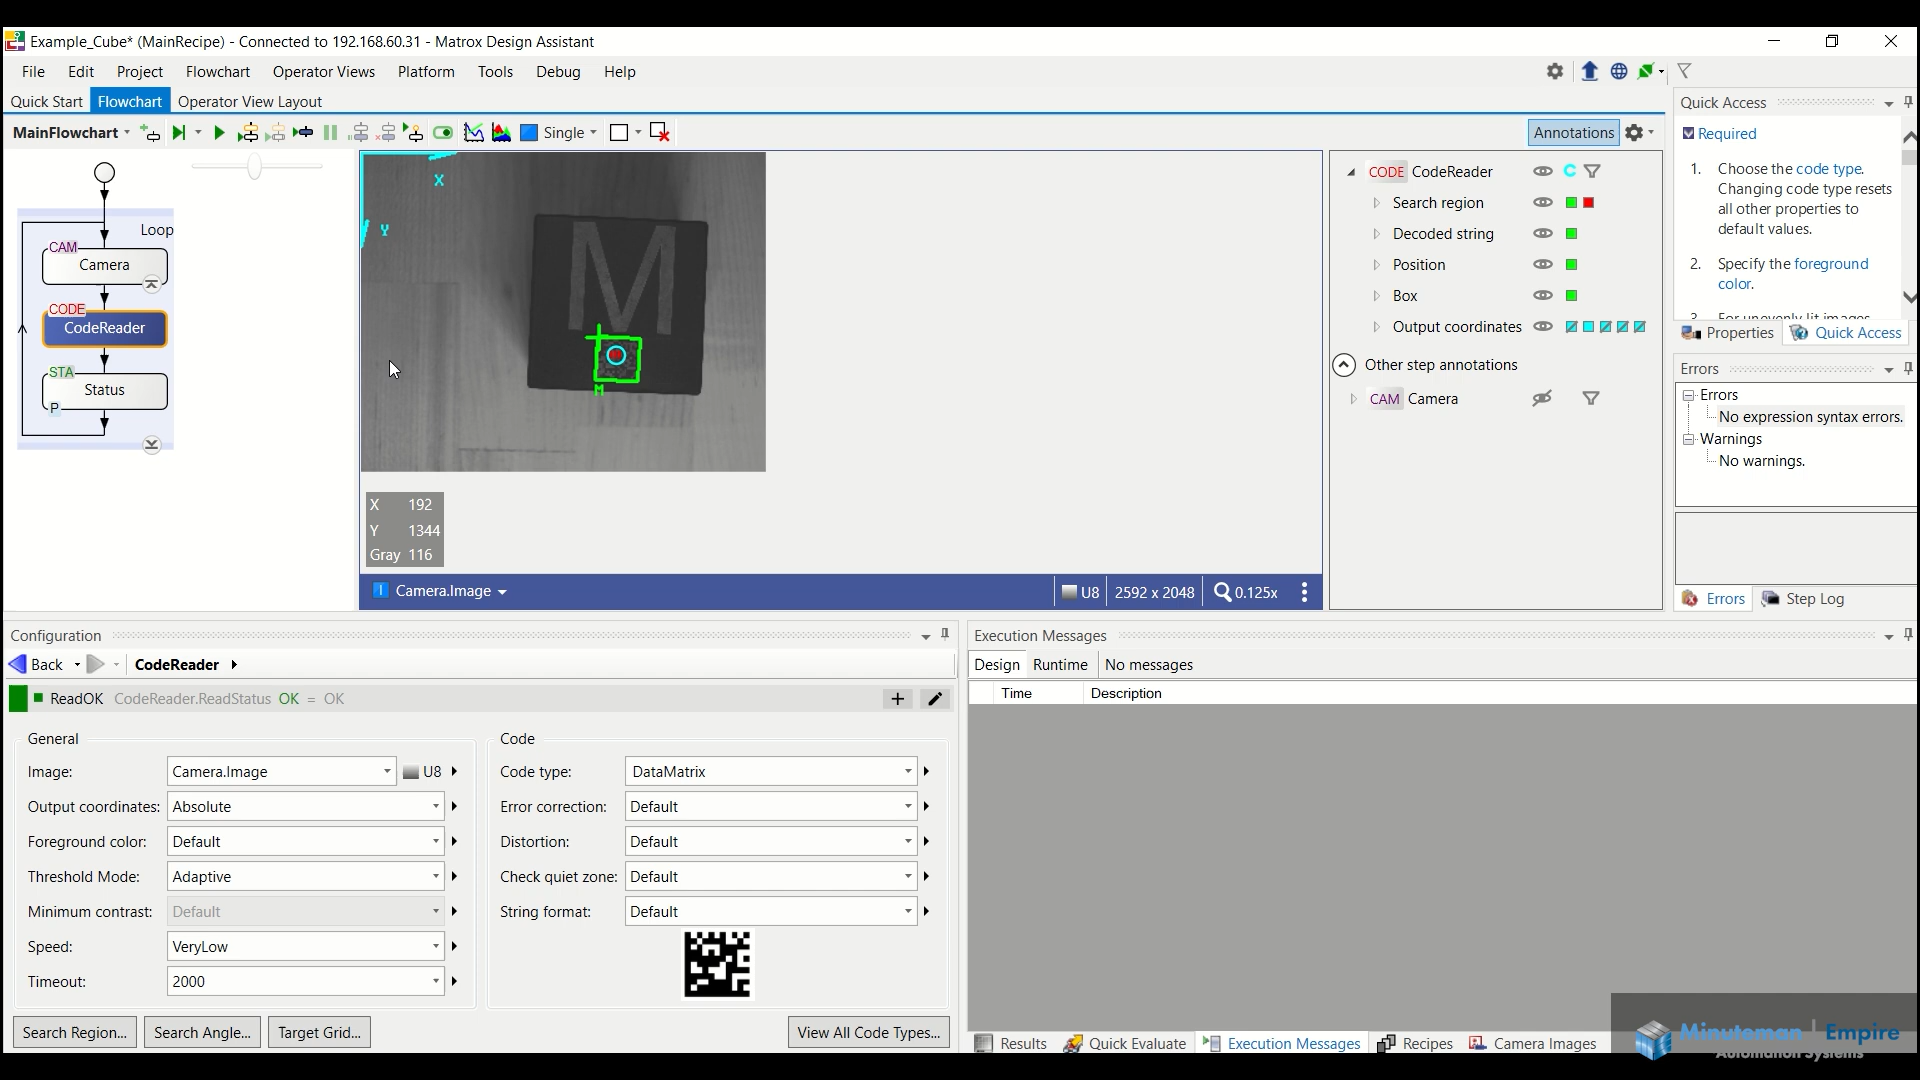 Example_Cube* (MainRecipe) - Connected to 192.168.60.31 - Matrox Design Assistant
File Edit Project Flowchart Operator Views Platform Tools Debug Help
Quick Start Flowchart Operator View Layout
MainFlowchart Single Annotations
Loop
CAM
Camera
CODE
CodeReader
STA
Status
P
X
Y
M
M
X 192
Y 1344
Gray 116
Camera.Image U8 2592 x 2048 0.125x
CODE CodeReader
Search region
Decoded string
Position
Box
Output coordinates
Other step annotations
CAM Camera
Quick Access
Required
1. Choose the code type.
Changing code type resets
all other properties to
default values.
2. Specify the foreground
color.
3. For unevenly lit images
Properties Quick Access
Errors
Errors
No expression syntax errors.
Warnings
No warnings.
Errors Step Log
Configuration
Back CodeReader
ReadOK CodeReader.ReadStatus OK = OK
General
Image: Camera.Image U8
Output coordinates: Absolute
Foreground color: Default
Threshold Mode: Adaptive
Minimum contrast: Default
Speed: VeryLow
Timeout: 2000
Code
Code type: DataMatrix
Error correction: Default
Distortion: Default
Check quiet zone: Default
String format: Default
Search Region... Search Angle... Target Grid... View All Code Types...
Execution Messages
Design Runtime No messages
Time Description
Results Quick Evaluate Execution Messages Recipes Camera Images
Minuteman | Empire
Automation Systems